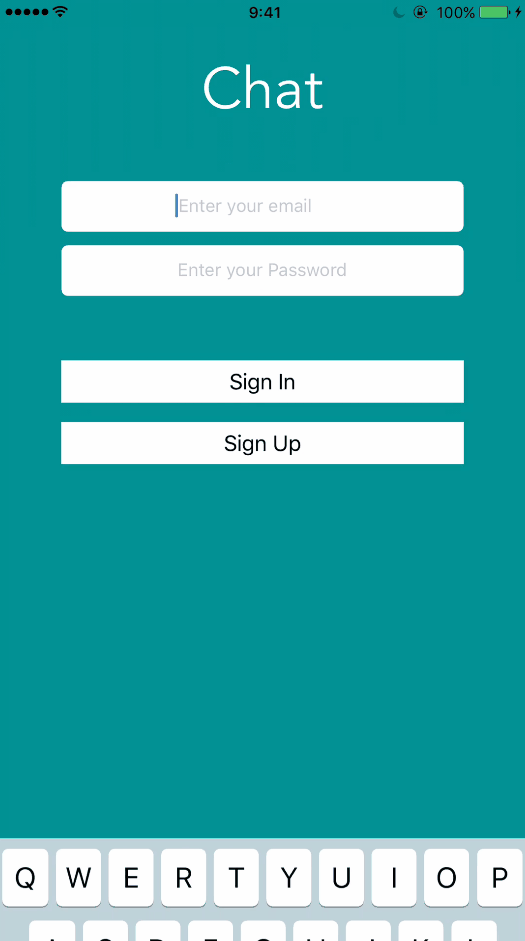 9:41 100%
Chat
Enter your email
Enter your Password
Sign In
Sign Up
Q W E R T Y U I O P